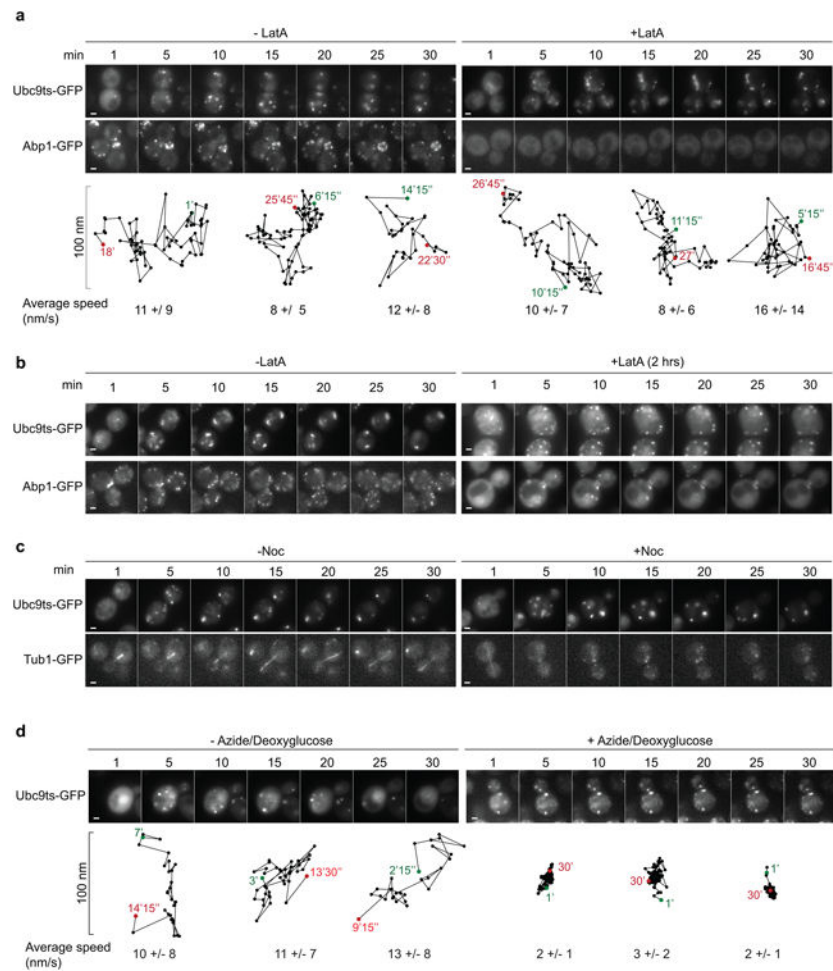 a
- LatA +LatA
min 1 5 10 15 20 25 30 1 5 10 15 20 25 30
Ubc9ts-GFP
Abp1-GFP
100 nm
1'
18'
25'45"
6'15"
14'15"
22'30"
26'45"
10'15"
11'15"
27'
5'15"
16'45"
Average speed
(nm/s)
11 +/ 9 8 +/ 5 12 +/- 8 10 +/- 7 8 +/- 6 16 +/- 14
b
-LatA +LatA (2 hrs)
min 1 5 10 15 20 25 30 1 5 10 15 20 25 30
Ubc9ts-GFP
Abp1-GFP
c
-Noc +Noc
min 1 5 10 15 20 25 30 1 5 10 15 20 25 30
Ubc9ts-GFP
Tub1-GFP
d
- Azide/Deoxyglucose + Azide/Deoxyglucose
1 5 10 15 20 25 30 1 5 10 15 20 25 30
Ubc9ts-GFP
100 nm
7'
14'15"
3'
13'30"
2'15"
9'15"
30'
1'
30'
1'
1'
30'
Average speed
(nm/s)
10 +/- 8 11 +/- 7 13 +/- 8 2 +/- 1 3 +/- 2 2 +/- 1